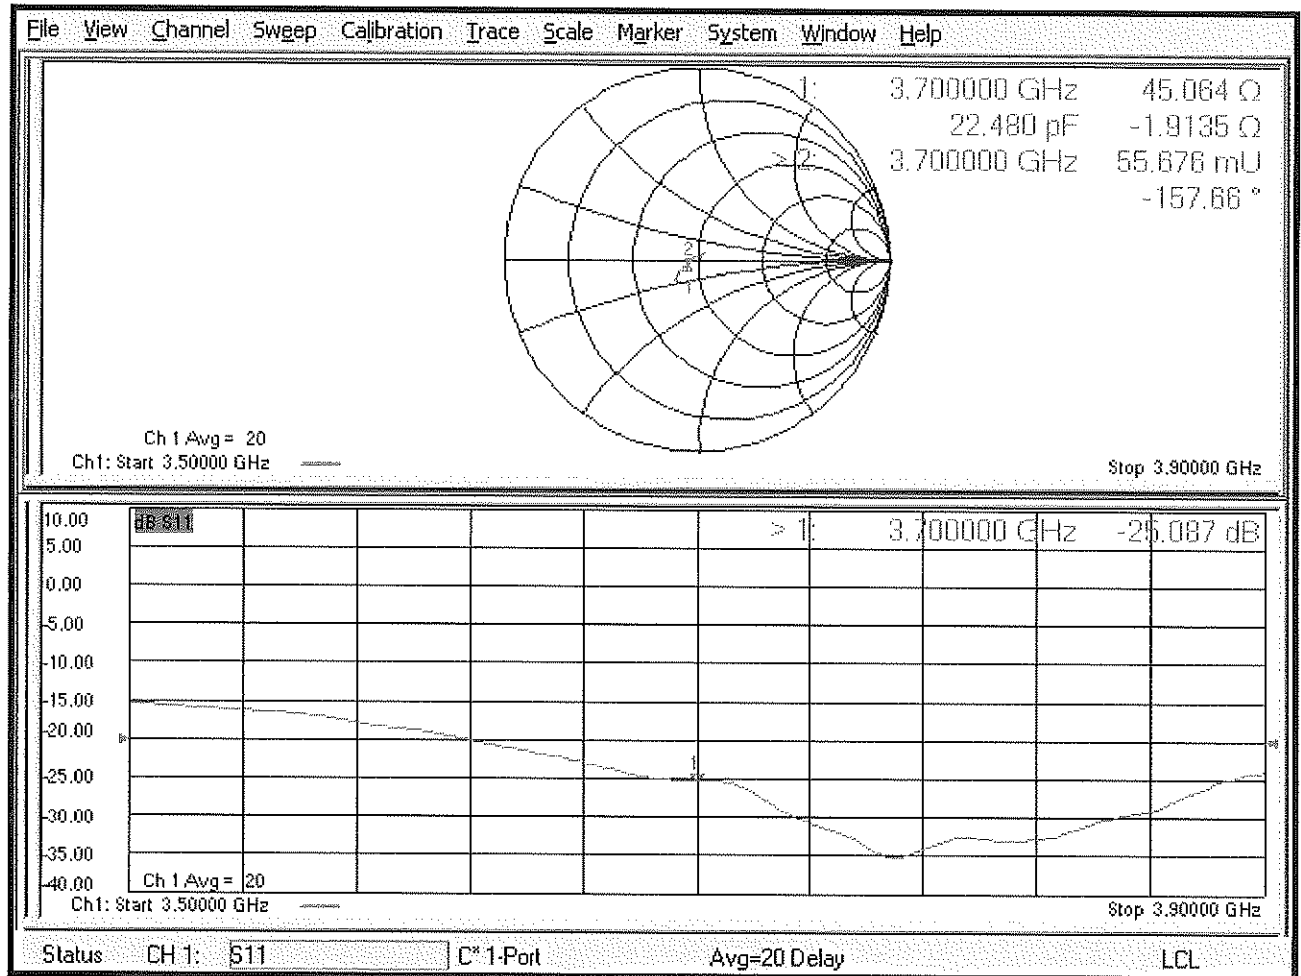 File View Channel Sweep Calibration Trace Scale Marker System Window Help
1: 3.700000 GHz 45.064 Ω
22.480 pF -1.9135 Ω
> 2: 3.700000 GHz 55.676 mU
-157.66 °
2
1
Ch 1 Avg = 20
Ch1: Start 3.50000 GHz Stop 3.90000 GHz
10.00 dB S11 > 1: 3.700000 GHz -25.087 dB
5.00
0.00
-5.00
-10.00
-15.00
-20.00
1
-25.00
-30.00
-35.00
-40.00 Ch 1 Avg = 20
Ch1: Start 3.50000 GHz Stop 3.90000 GHz
Status CH 1: S11 C* 1-Port Avg=20 Delay LCL